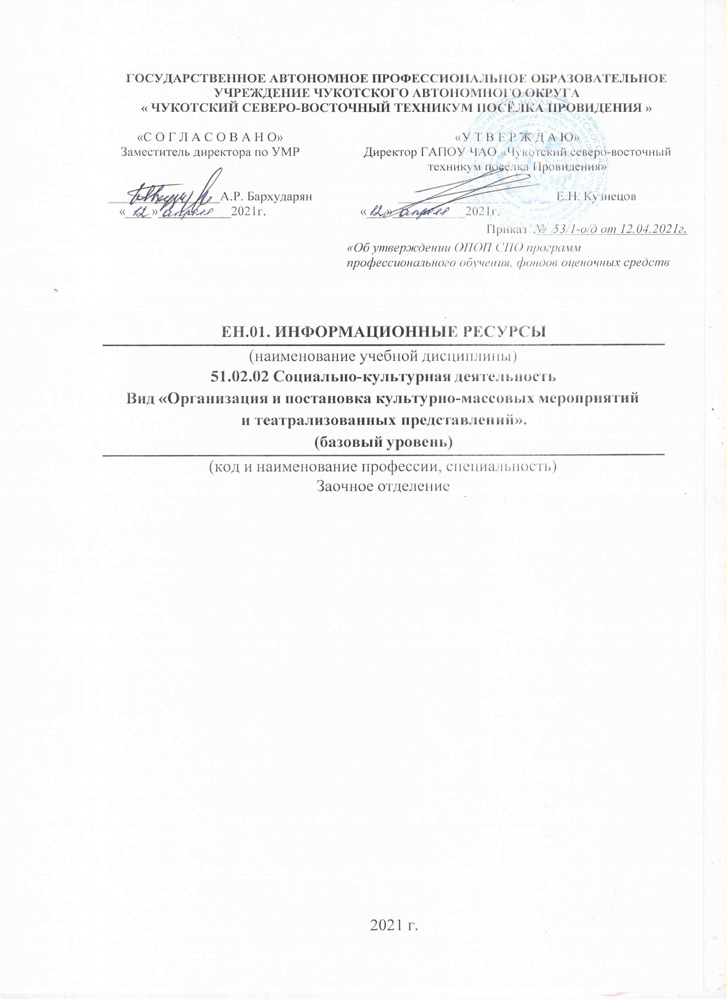 ГОСУДАРСТВЕННОЕ АВТОНОМНОЕ ПРОФЕССИОНАЛЬНОЕ ОБРАЗОВАТЕЛЬНОЕ
УЧРЕЖДЕНИЕ ЧУКОТСКОГО АВТОНОМНОГО ОКРУГА
« ЧУКОТСКИЙ СЕВЕРО-ВОСТОЧНЫЙ ТЕХНИКУМ ПОСЁЛКА ПРОВИДЕНИЯ »
«С О Г Л А С О В А Н О»
Заместитель директора по УМР
А.Р. Бархударян
«12» апреля 2021г.
«У Т В Е Р Ж Д А Ю»
Директор ГАПОУ ЧАО «Чукотский северо-восточный
техникум поселка Провидения»
Е.Н. Кузнецов
«12» апреля 2021г.
Приказ № 53/1-о/д от 12.04.2021г.
«Об утверждении ОПОП СПО программ
профессионального обучения, фондов оценочных средств
ЕН.01. ИНФОРМАЦИОННЫЕ РЕСУРСЫ
(наименование учебной дисциплины)
51.02.02 Социально-культурная деятельность
Вид «Организация и постановка культурно-массовых мероприятий
и театрализованных представлений».
(базовый уровень)
(код и наименование профессии, специальность)
Заочное отделение
2021 г.